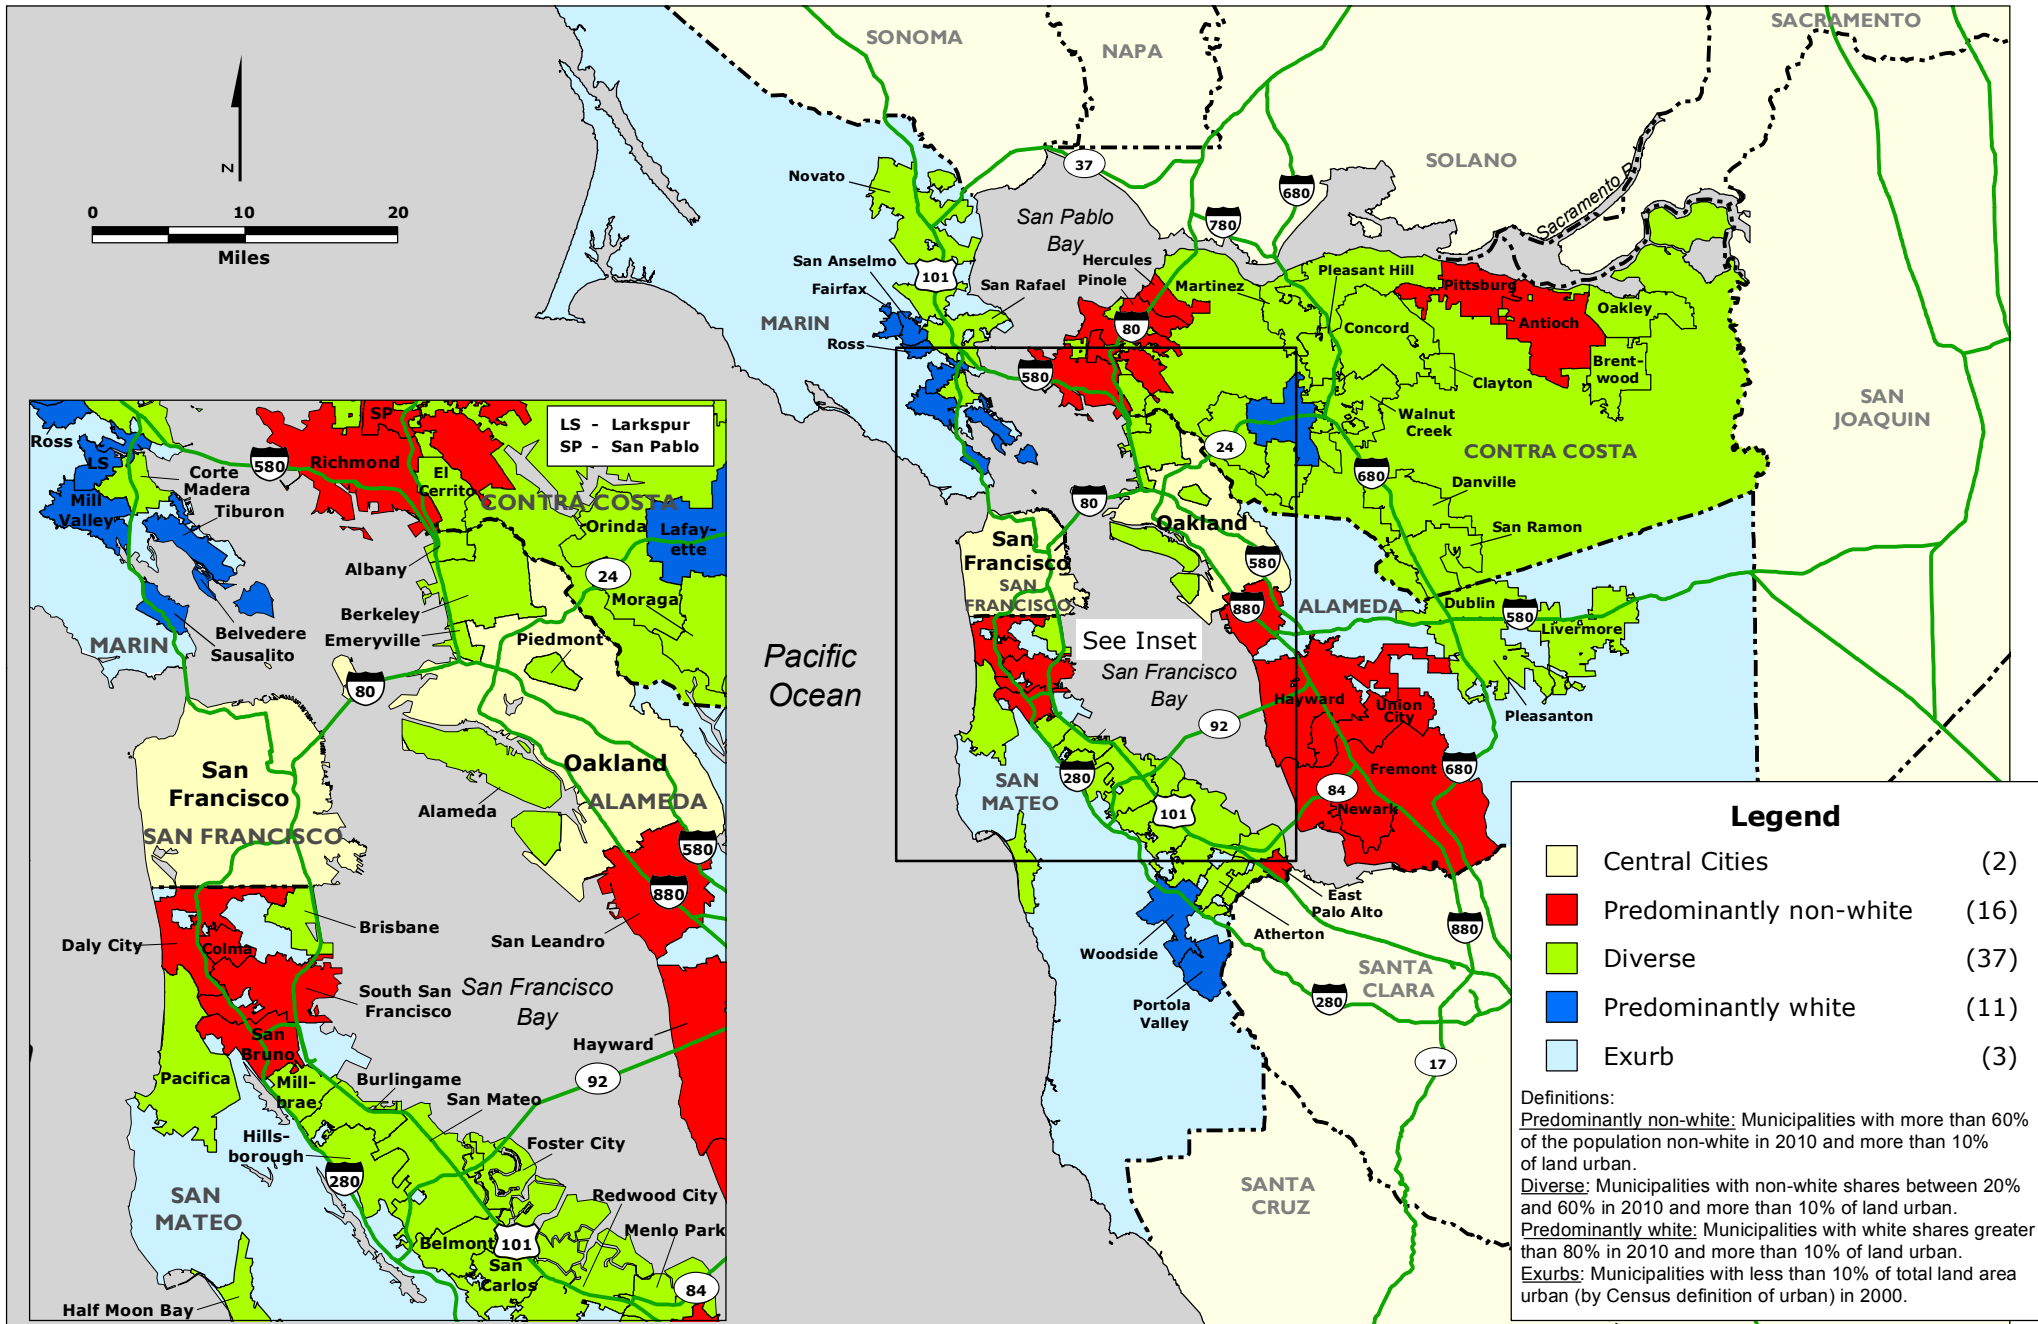 SONOMA
NAPA
SACRAMENTO
SOLANO
Sacramento R.
N
0 10 20
Miles
37
680
780
Novato
San Pablo
Bay
San Anselmo
Fairfax
101
San Rafael
Hercules
Pinole
Martinez
Pleasant Hill
Pittsburg
Antioch
Oakley
Concord
Brent-
wood
Clayton
MARIN
Ross
80
580
Walnut
Creek
SAN
JOAQUIN
CONTRA COSTA
24
680
Danville
San Ramon
80
Oakland
San
Francisco
SAN
FRANCISCO
580
880
ALAMEDA
Dublin
580
Livermore
See Inset
San Francisco
Bay
Pacific
Ocean
Hayward
Union
City
Pleasanton
92
Fremont
680
SAN
MATEO
280
101
84
Newark
East
Palo Alto
Atherton
Woodside
Portola
Valley
SANTA
CLARA
880
280
17
SANTA
CRUZ
LS - Larkspur
SP - San Pablo
SP
Ross
LS
580
Richmond
El
Cerrito
Corte
Madera
Mill
Valley
Tiburon
CONTRA COSTA
Orinda
Lafay-
ette
Albany
24
Berkeley
Moraga
Emeryville
Piedmont
Belvedere
Sausalito
MARIN
80
San
Francisco
SAN FRANCISCO
Oakland
ALAMEDA
Alameda
580
880
Brisbane
San Leandro
Daly City
Colma
South San
Francisco
San Francisco
Bay
San
Bruno
Hayward
Pacifica
Mill-
brae
Burlingame
92
San Mateo
Hills-
borough
Foster City
280
SAN
MATEO
Redwood City
Menlo Park
Belmont
101
San
Carlos
84
Half Moon Bay
Legend
Central Cities (2)
Predominantly non-white (16)
Diverse (37)
Predominantly white (11)
Exurb (3)
Definitions:
Predominantly non-white: Municipalities with more than 60%
of the population non-white in 2010 and more than 10%
of land urban.
Diverse: Municipalities with non-white shares between 20%
and 60% in 2010 and more than 10% of land urban.
Predominantly white: Municipalities with white shares greater
than 80% in 2010 and more than 10% of land urban.
Exurbs: Municipalities with less than 10% of total land area
urban (by Census definition of urban) in 2000.